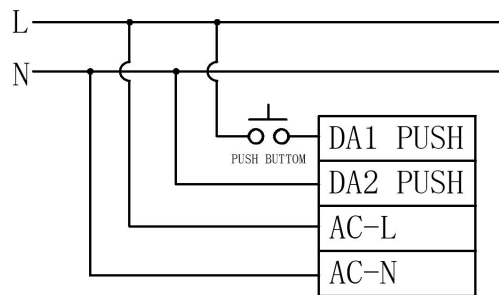 L
N
DA1 PUSH
PUSH BUTTOM
DA2 PUSH
AC-L
AC-N